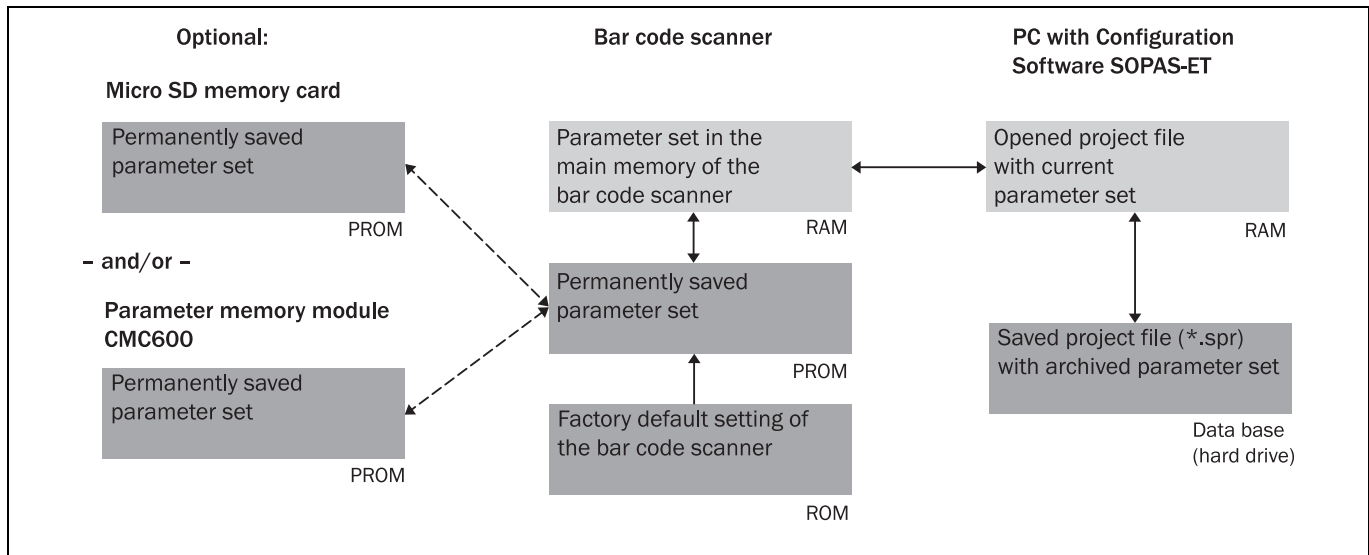 Optional:
Micro SD memory card
Permanently saved
parameter set
PROM
– and/or –
Parameter memory module
CMC600
Permanently saved
parameter set
PROM
Bar code scanner
Parameter set in the
main memory of the
bar code scanner
RAM
Permanently saved
parameter set
PROM
Factory default setting of
the bar code scanner
ROM
PC with Configuration
Software SOPAS-ET
Opened project file
with current
parameter set
RAM
Saved project file (*.spr)
with archived parameter set
Data base
(hard drive)